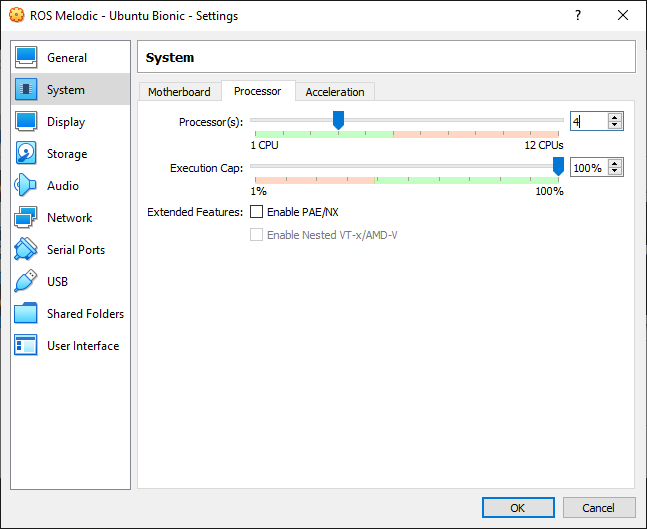 ROS Melodic - Ubuntu Bionic - Settings
?
General
System
Display
Storage
Audio
Network
Serial Ports
USB
Shared Folders
User Interface
System
Motherboard Processor Acceleration
Processor(s): 4
1 CPU 12 CPUs
Execution Cap: 100%
1% 100%
Extended Features: Enable PAE/NX
Enable Nested VT-x/AMD-V
OK Cancel